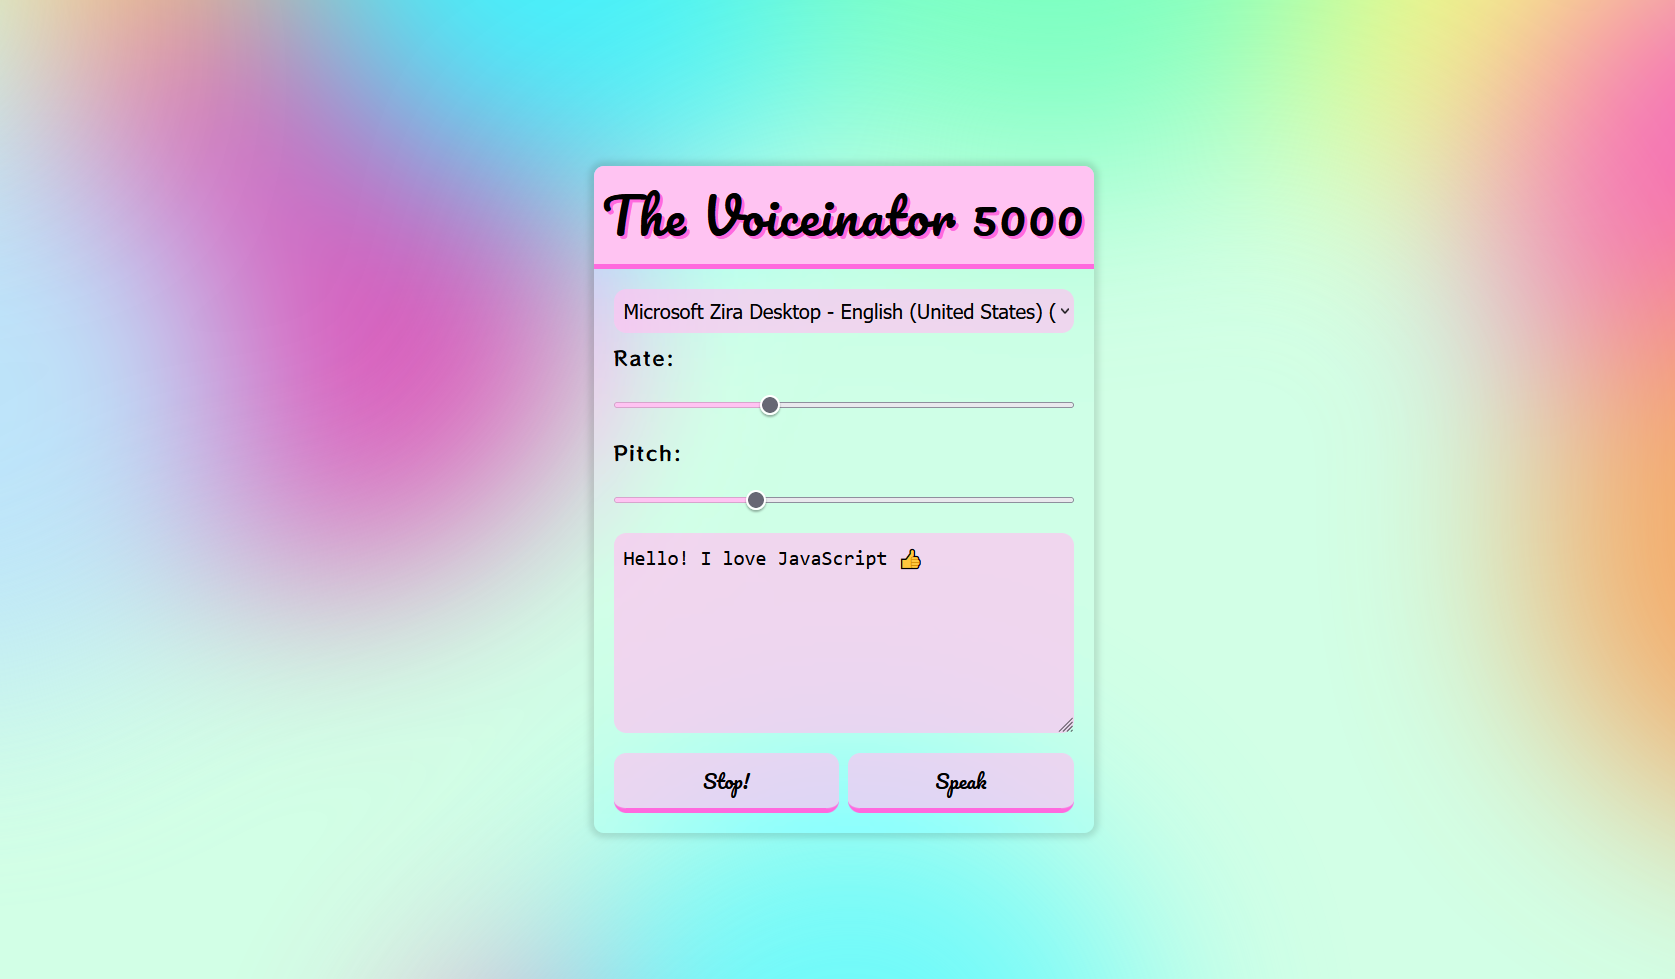 The Voiceinator 5000
Microsoft Zira Desktop - English (United States) (
Rate:
Pitch:
Hello! I love JavaScript 👍
Stop!
Speak